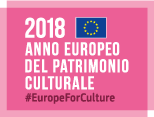 2018
ANNO EUROPEO
DEL PATRIMONIO
CULTURALE
#EuropeForCulture